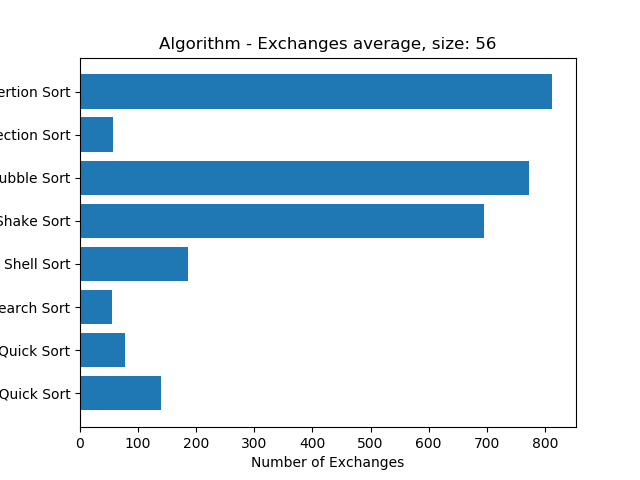 Algorithm - Exchanges average, size: 56
ertion Sort
ection Sort
ubble Sort
Shake Sort
Shell Sort
earch Sort
Quick Sort
Quick Sort
0 100 200 300 400 500 600 700 800
Number of Exchanges